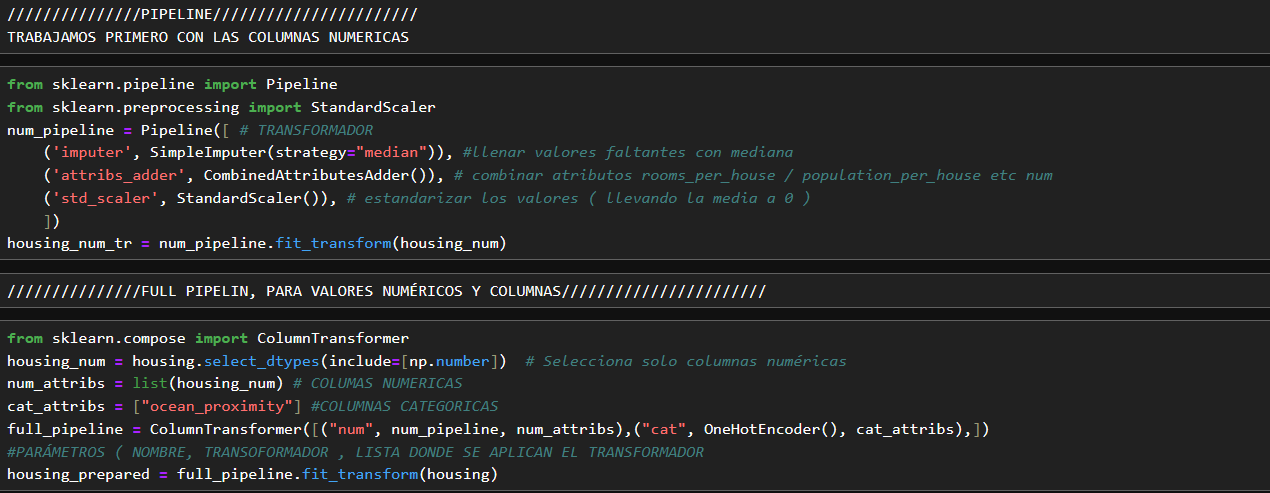 ///////////////PIPELINE///////////////////////
TRABAJAMOS PRIMERO CON LAS COLUMNAS NUMERICAS
from sklearn.pipeline import Pipeline
from sklearn.preprocessing import StandardScaler
num_pipeline = Pipeline([ # TRANSFORMADOR
    ('imputer', SimpleImputer(strategy="median")), #llenar valores faltantes con mediana
    ('attribs_adder', CombinedAttributesAdder()), # combinar atributos rooms_per_house / population_per_house etc num
    ('std_scaler', StandardScaler()), # estandarizar los valores ( llevando la media a 0 )
    ])
housing_num_tr = num_pipeline.fit_transform(housing_num)
///////////////FULL PIPELIN, PARA VALORES NUMÉRICOS Y COLUMNAS///////////////////////
from sklearn.compose import ColumnTransformer
housing_num = housing.select_dtypes(include=[np.number])  # Selecciona solo columnas numéricas
num_attribs = list(housing_num) # COLUMAS NUMERICAS
cat_attribs = ["ocean_proximity"] #COLUMNAS CATEGORICAS
full_pipeline = ColumnTransformer([("num", num_pipeline, num_attribs),("cat", OneHotEncoder(), cat_attribs),])
#PARÁMETROS ( NOMBRE, TRANSOFORMADOR , LISTA DONDE SE APLICAN EL TRANSFORMADOR
housing_prepared = full_pipeline.fit_transform(housing)